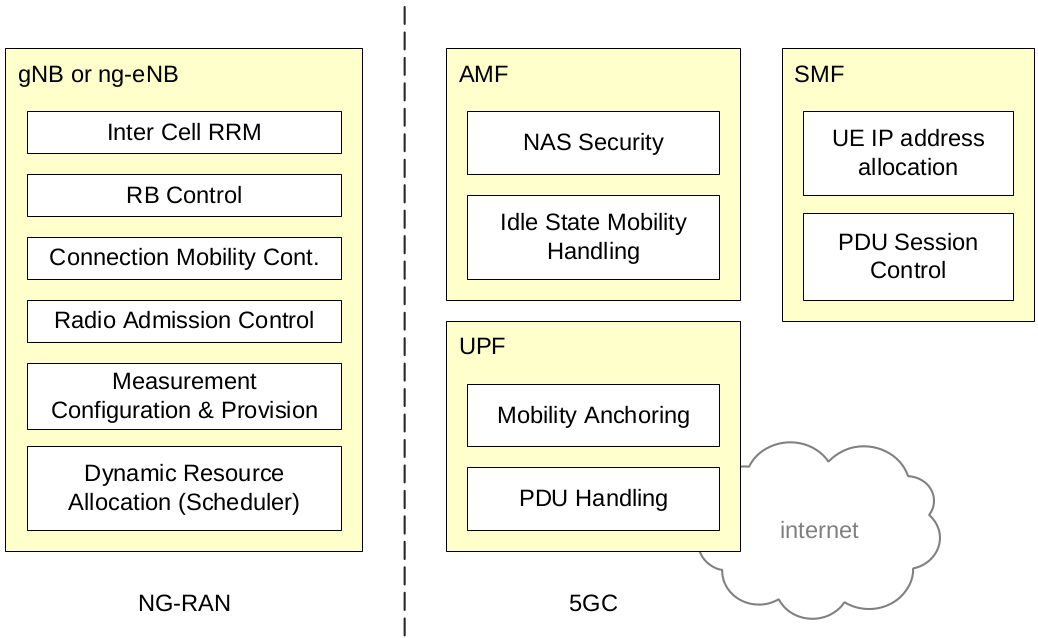 gNB or ng-eNB
Inter Cell RRM
RB Control
Connection Mobility Cont.
Radio Admission Control
Measurement
Configuration & Provision
Dynamic Resource
Allocation (Scheduler)
NG-RAN
AMF
NAS Security
Idle State Mobility
Handling
SMF
UE IP address
allocation
PDU Session
Control
UPF
Mobility Anchoring
PDU Handling
internet
5GC